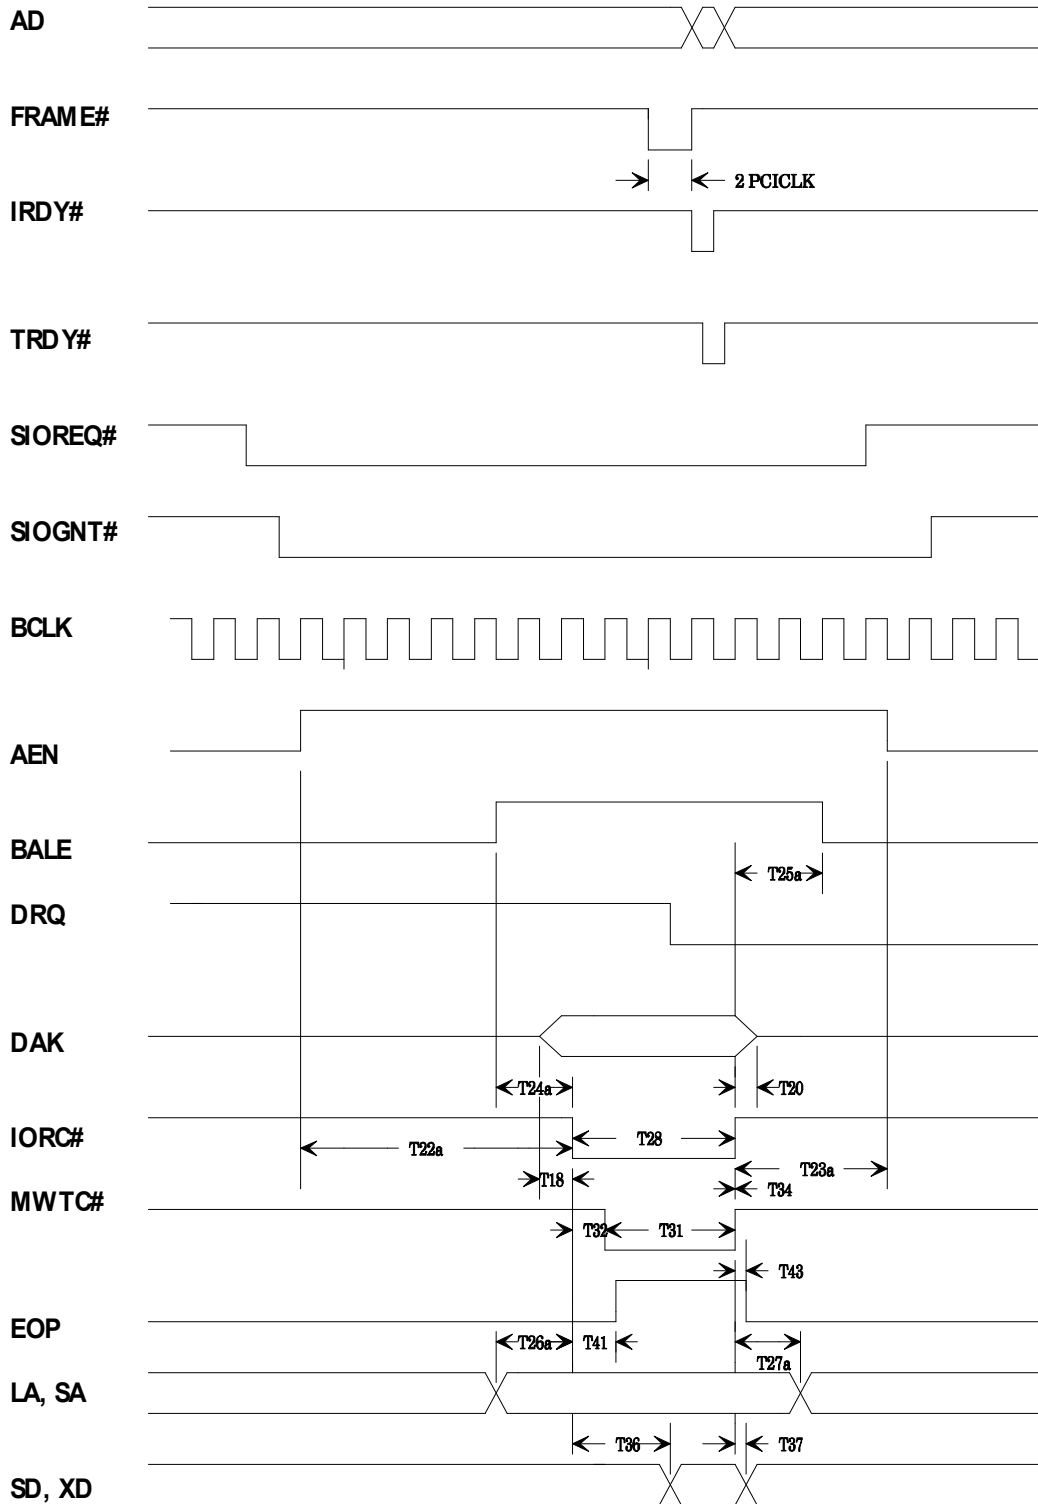 AD
FRAME#
2 PCICLK
IRDY#
TRDY#
SIOREQ#
SIOGNT#
BCLK
AEN
BALE
T25a
DRQ
DAK
T24a
T20
IORC#
T28
T22a
T23a
T18
T34
MWTC#
T32
T31
T43
EOP
T26a
T41
T27a
LA, SA
T36
T37
SD, XD